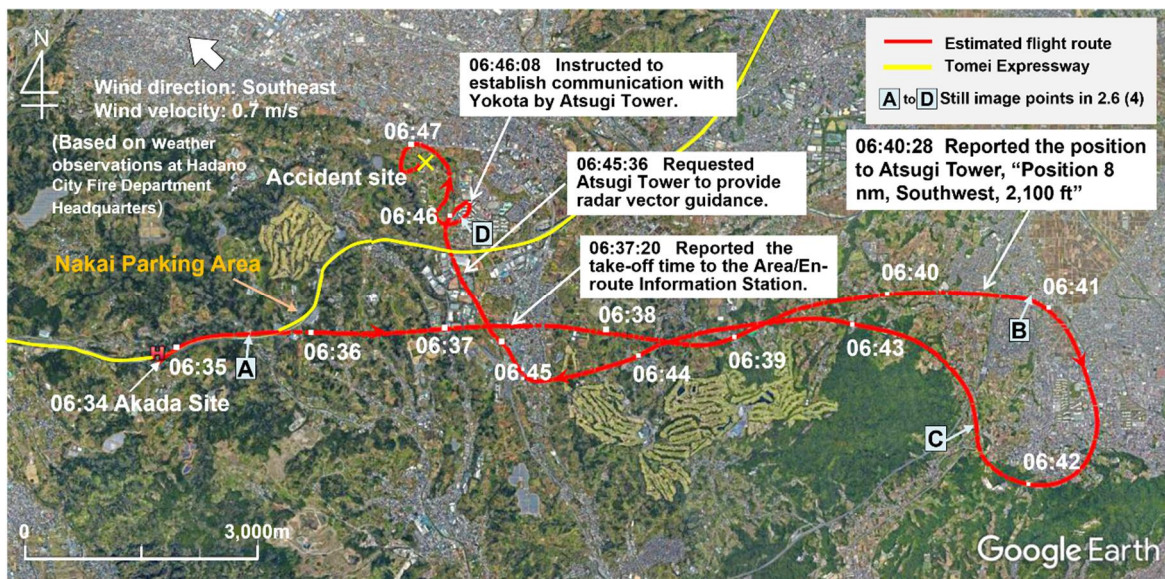 N
Wind direction: Southeast
Wind velocity: 0.7 m/s
(Based on weather
observations at Hadano
City Fire Department
Headquarters)
06:46:08 Instructed to
establish communication with
Yokota by Atsugi Tower.
Estimated flight route
Tomei Expressway
A to D Still image points in 2.6 (4)
06:40:28 Reported the position
to Atsugi Tower, “Position 8
nm, Southwest, 2,100 ft”
06:45:36 Requested
Atsugi Tower to provide
radar vector guidance.
06:37:20 Reported the
take-off time to the Area/En-
route Information Station.
06:47
Accident site
06:46
D
Nakai Parking Area
06:40
06:41
B
H
06:35
A
06:36
06:37
06:38
06:39
06:43
06:45
06:44
06:34 Akada Site
C
06:42
0
3,000m
Google Earth